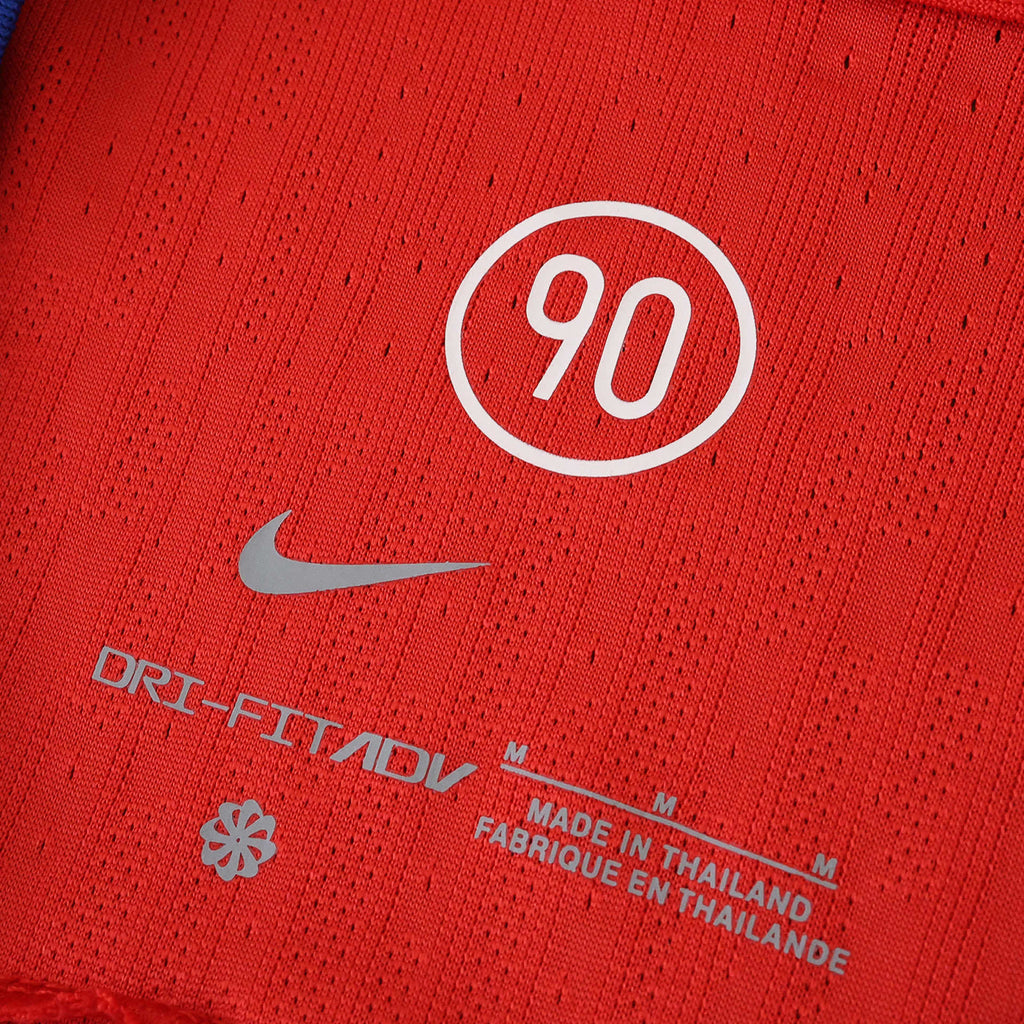 90
DRI-FIT ADV
M M M
MADE IN THAILAND
FABRIQUE EN THAILANDE